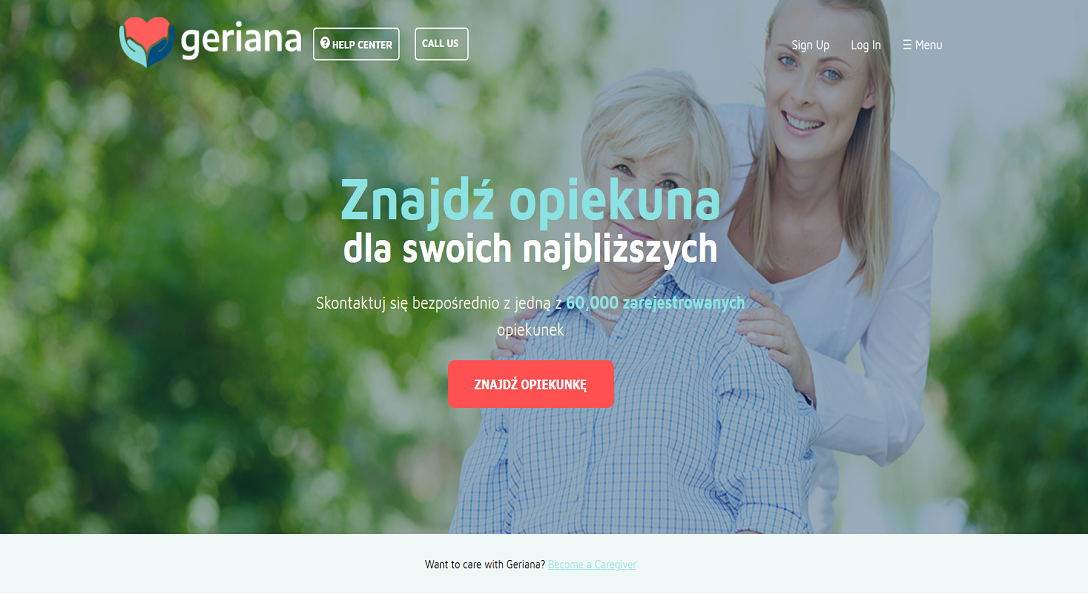 geriana
HELP CENTER
CALL US
Sign Up
Log In
☰ Menu
Znajdź opiekuna
dla swoich najbliższych
Skontaktuj się bezpośrednio z jedną z 60,000 zarejestrowanych
opiekunek
ZNAJDŹ OPIEKUNKĘ
Want to care with Geriana? Become a Caregiver